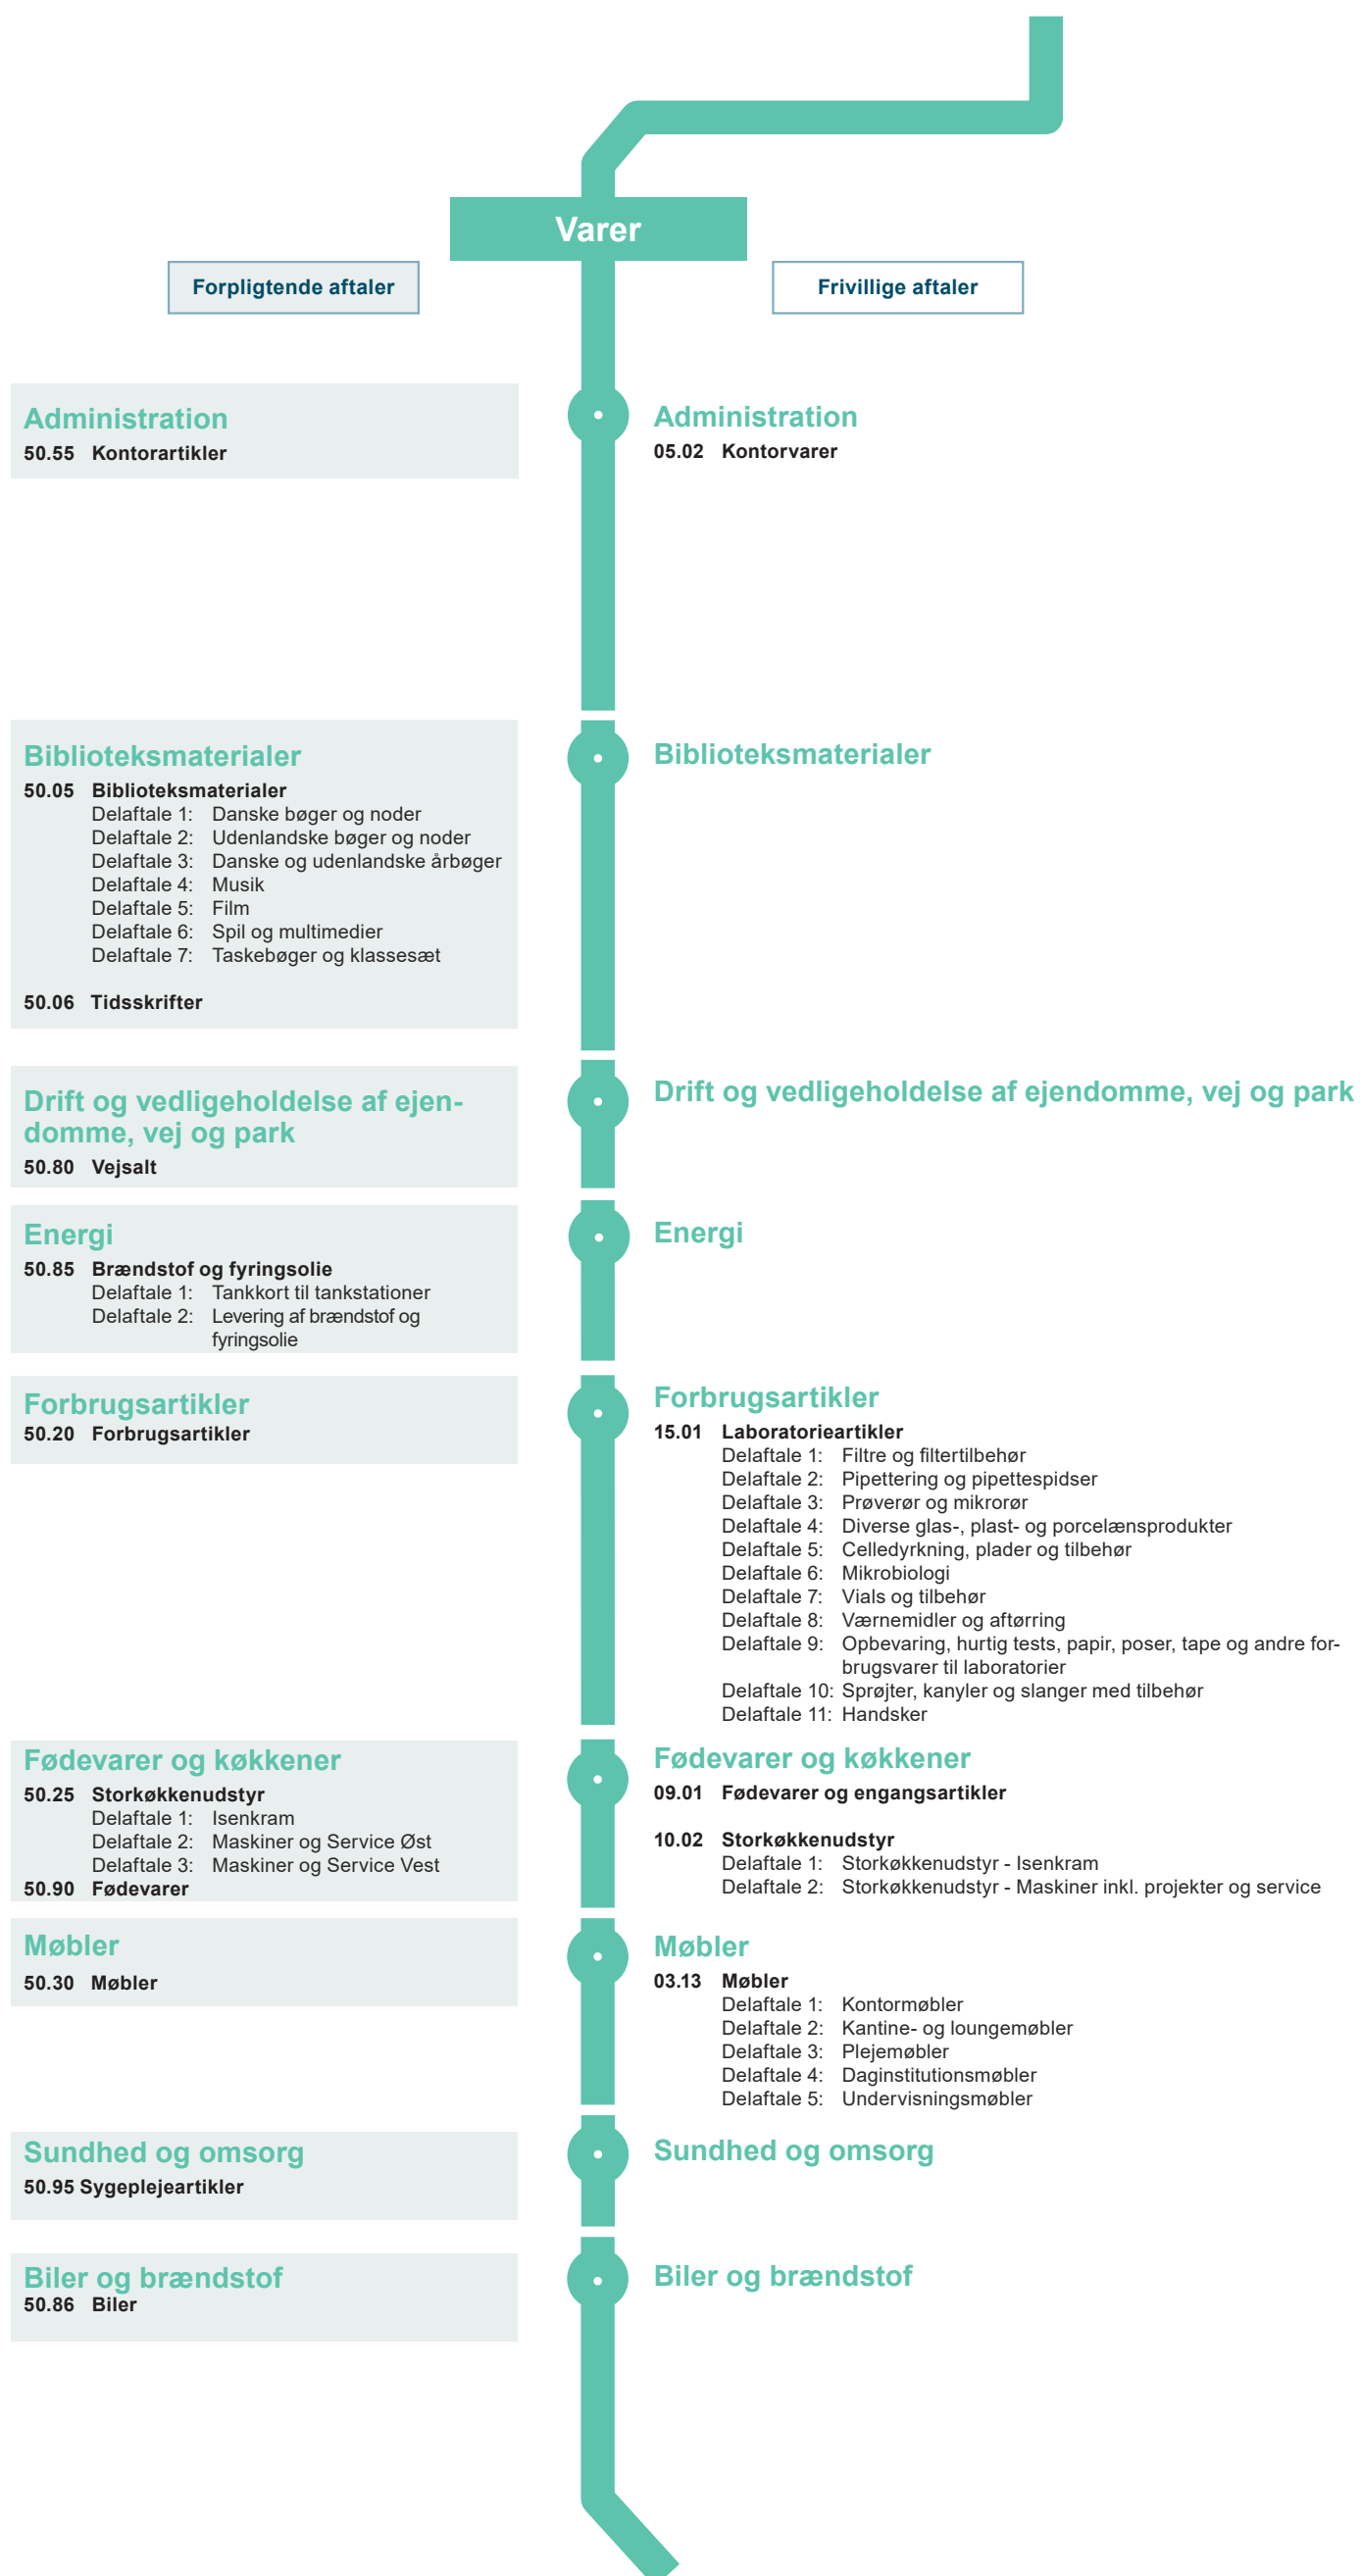 Varer
Forpligtende aftaler
Frivillige aftaler
Administration
50.55 Kontorartikler
Administration
05.02 Kontorvarer
Biblioteksmaterialer
50.05 Biblioteksmaterialer
Delaftale 1: Danske bøger og noder
Delaftale 2: Udenlandske bøger og noder
Delaftale 3: Danske og udenlandske årbøger
Delaftale 4: Musik
Delaftale 5: Film
Delaftale 6: Spil og multimedier
Delaftale 7: Taskebøger og klassesæt
50.06 Tidsskrifter
Biblioteksmaterialer
Drift og vedligeholdelse af ejen-
domme, vej og park
50.80 Vejsalt
Drift og vedligeholdelse af ejendomme, vej og park
Energi
50.85 Brændstof og fyringsolie
Delaftale 1: Tankkort til tankstationer
Delaftale 2: Levering af brændstof og
fyringsolie
Energi
Forbrugsartikler
50.20 Forbrugsartikler
Forbrugsartikler
15.01 Laboratorieartikler
Delaftale 1: Filtre og filtertilbehør
Delaftale 2: Pipettering og pipettespidser
Delaftale 3: Prøverør og mikrorør
Delaftale 4: Diverse glas-, plast- og porcelænsprodukter
Delaftale 5: Celledyrkning, plader og tilbehør
Delaftale 6: Mikrobiologi
Delaftale 7: Vials og tilbehør
Delaftale 8: Værnemidler og aftørring
Delaftale 9: Opbevaring, hurtig tests, papir, poser, tape og andre for-
brugsvarer til laboratorier
Delaftale 10: Sprøjter, kanyler og slanger med tilbehør
Delaftale 11: Handsker
Fødevarer og køkkener
50.25 Storkøkkenudstyr
Delaftale 1: Isenkram
Delaftale 2: Maskiner og Service Øst
Delaftale 3: Maskiner og Service Vest
50.90 Fødevarer
Fødevarer og køkkener
09.01 Fødevarer og engangsartikler
10.02 Storkøkkenudstyr
Delaftale 1: Storkøkkenudstyr - Isenkram
Delaftale 2: Storkøkkenudstyr - Maskiner inkl. projekter og service
Møbler
50.30 Møbler
Møbler
03.13 Møbler
Delaftale 1: Kontormøbler
Delaftale 2: Kantine- og loungemøbler
Delaftale 3: Plejemøbler
Delaftale 4: Daginstitutionsmøbler
Delaftale 5: Undervisningsmøbler
Sundhed og omsorg
50.95 Sygeplejeartikler
Sundhed og omsorg
Biler og brændstof
50.86 Biler
Biler og brændstof